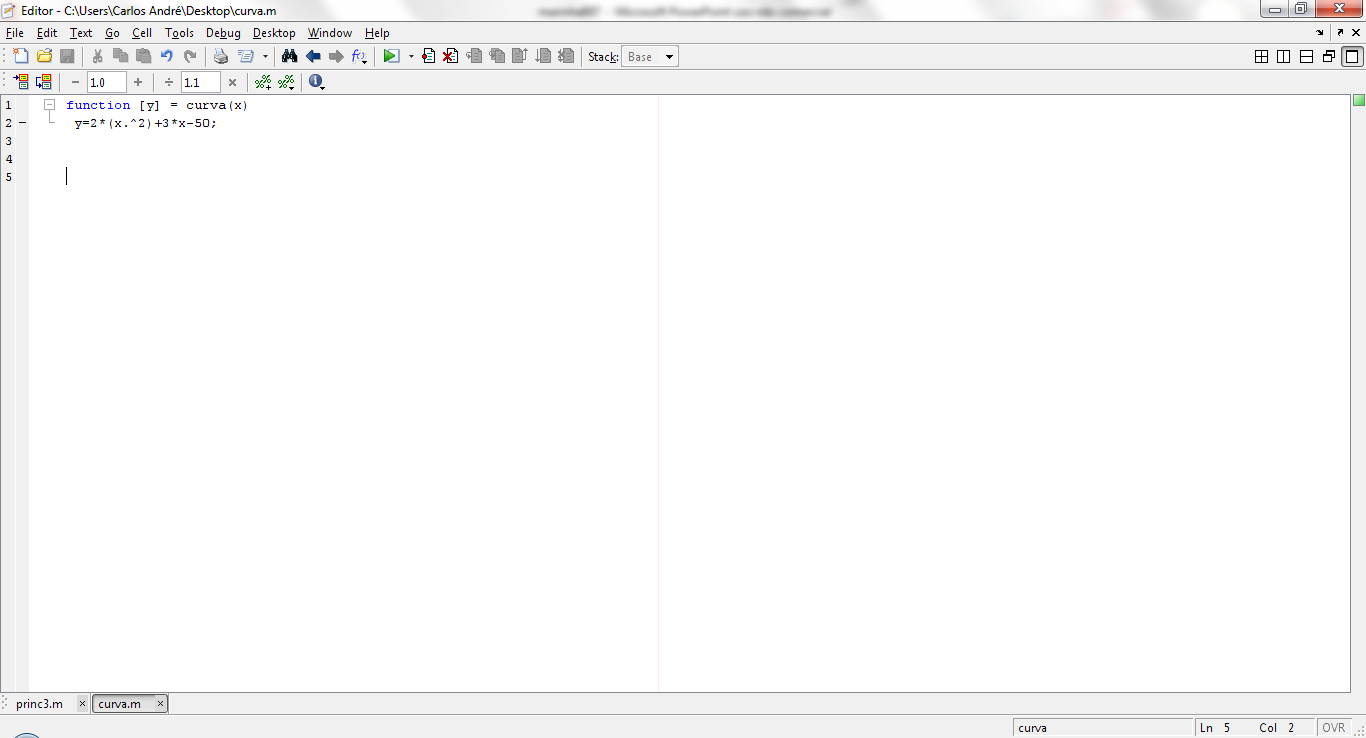 Editor - C:\Users\Carlos André\Desktop\curva.m
File Edit Text Go Cell Tools Debug Desktop Window Help
Stack: Base
1.0 1.1
1 function [y] = curva(x)
2 y=2*(x.^2)+3*x-50;
3
4
5
princ3.m curva.m
curva Ln 5 Col 2 OVR